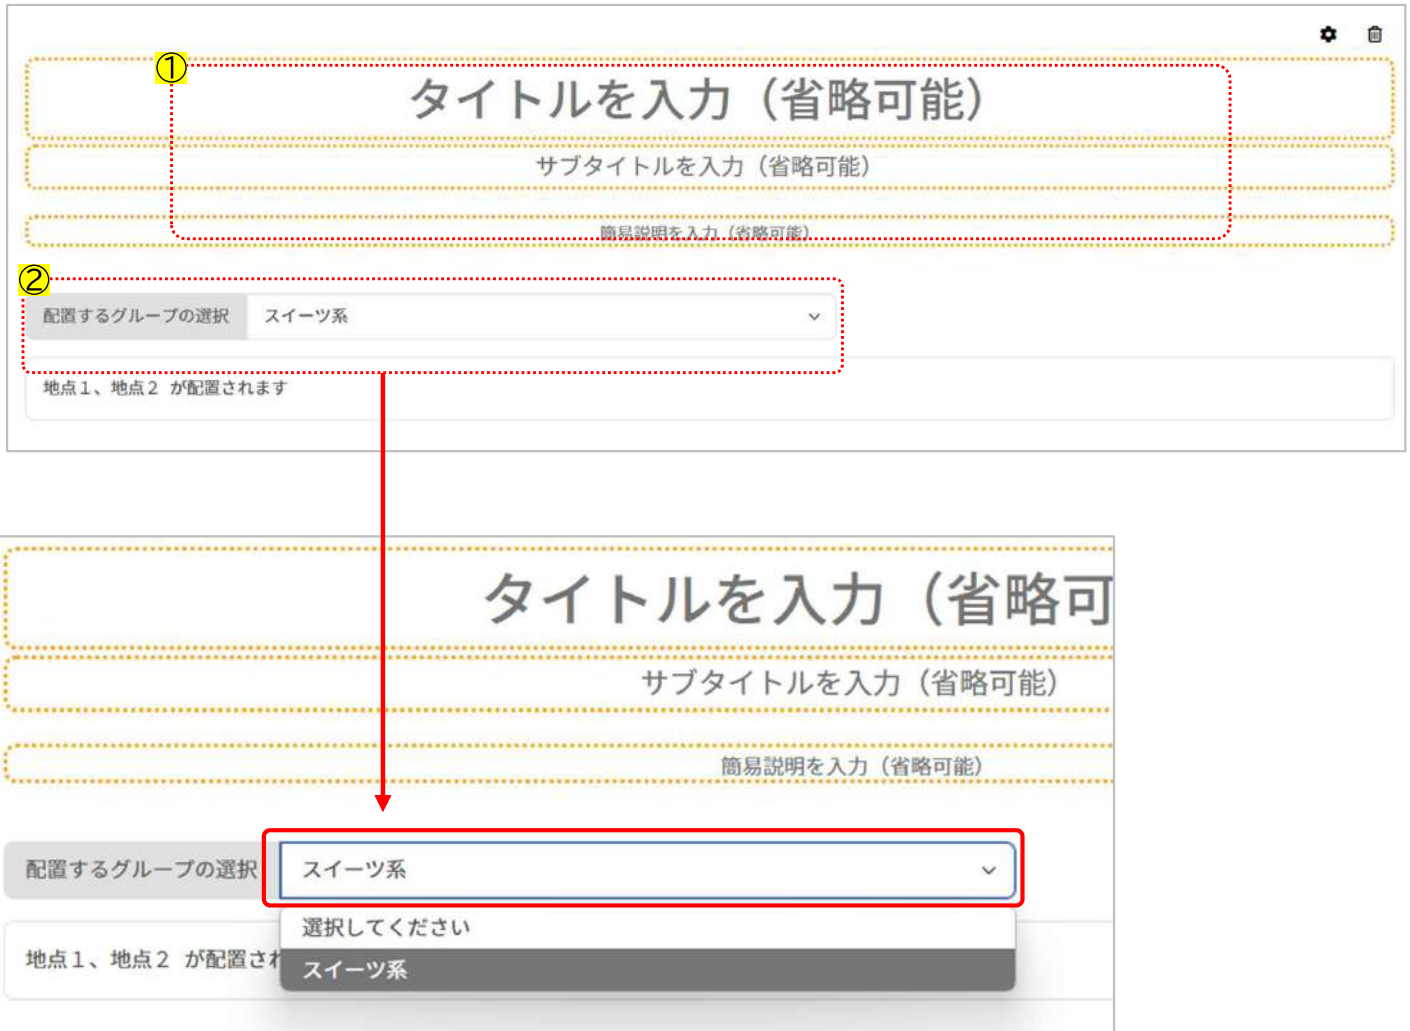 ①
タイトルを入力（省略可能）
サブタイトルを入力（省略可能）
簡易説明を入力（省略可能）
②
配置するグループの選択 スイーツ系
地点１、地点２ が配置されます
タイトルを入力（省略可
サブタイトルを入力（省略可能）
簡易説明を入力（省略可能）
配置するグループの選択 スイーツ系
選択してください
地点１、地点２ が配置され
スイーツ系